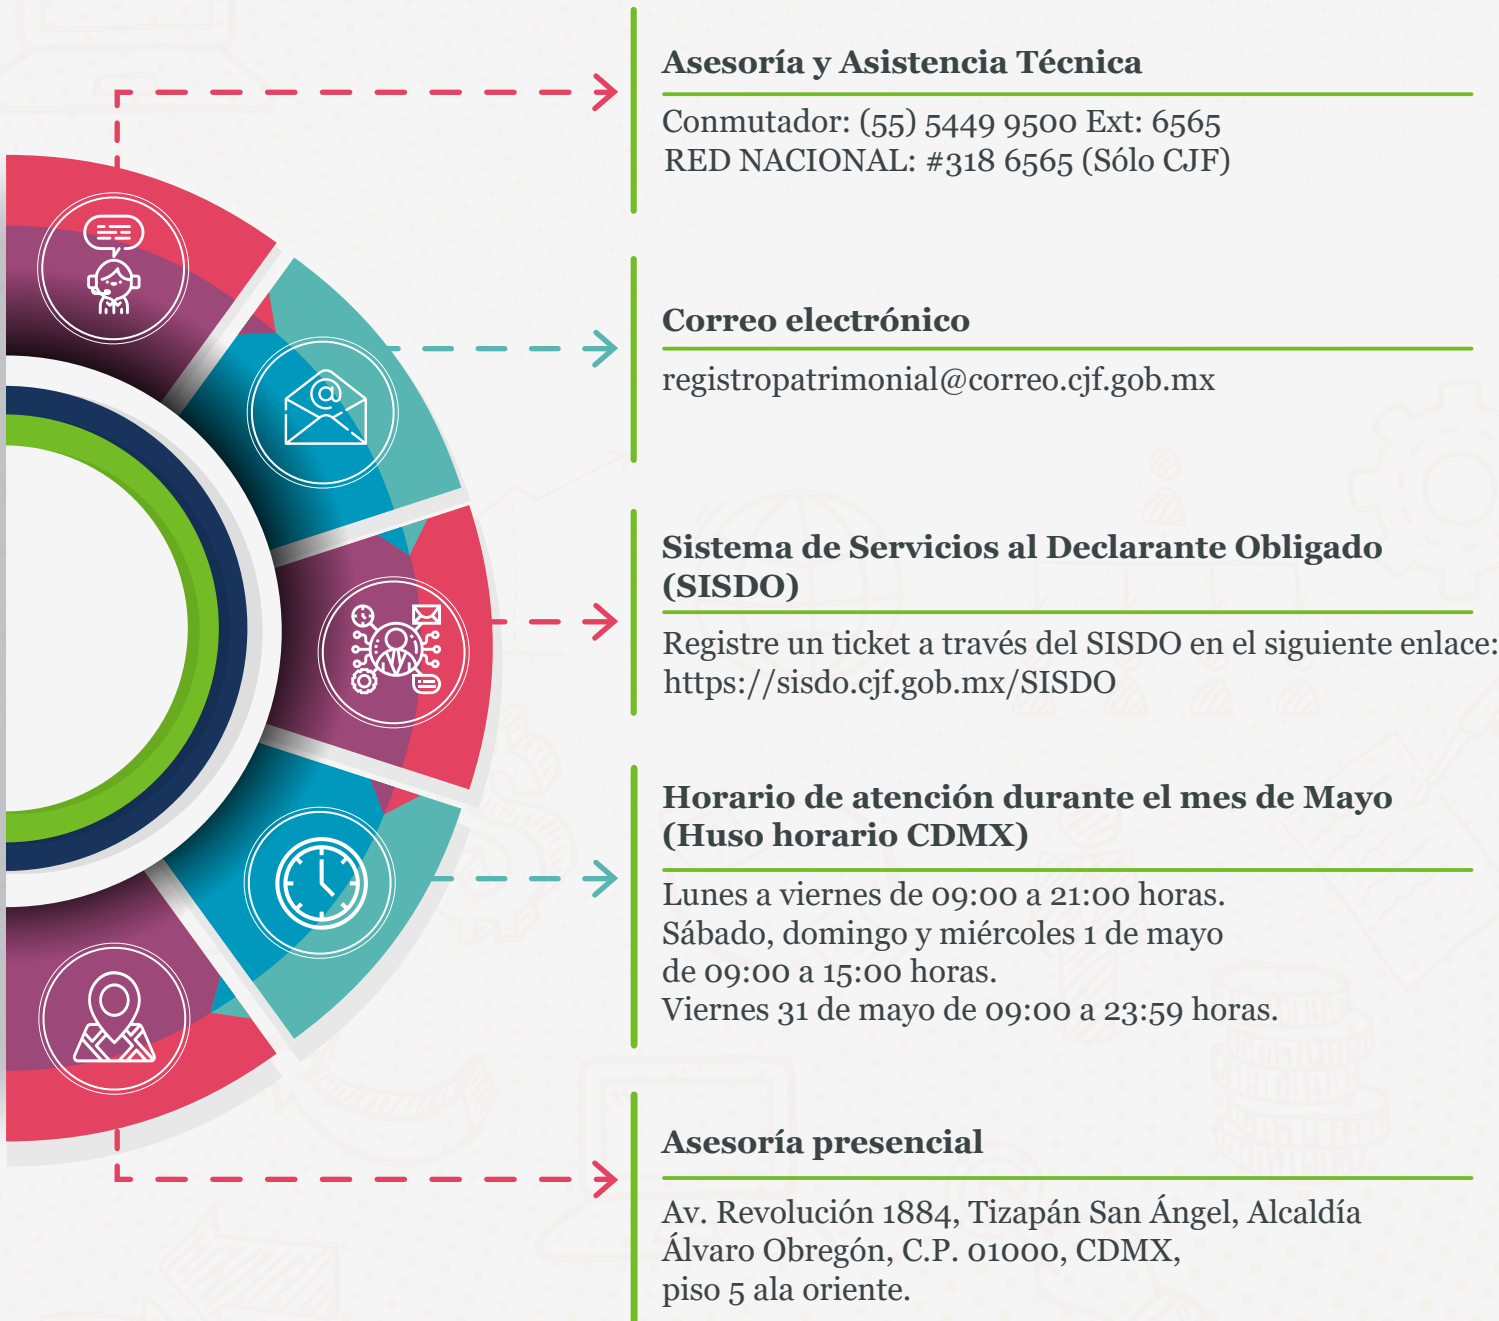 Asesoría y Asistencia Técnica
Conmutador: (55) 5449 9500 Ext: 6565
RED NACIONAL: #318 6565 (Sólo CJF)
Correo electrónico
registropatrimonial@correo.cjf.gob.mx
Sistema de Servicios al Declarante Obligado
(SISDO)
Registre un ticket a través del SISDO en el siguiente enlace:
https://sisdo.cjf.gob.mx/SISDO
Horario de atención durante el mes de Mayo
(Huso horario CDMX)
Lunes a viernes de 09:00 a 21:00 horas.
Sábado, domingo y miércoles 1 de mayo
de 09:00 a 15:00 horas.
Viernes 31 de mayo de 09:00 a 23:59 horas.
Asesoría presencial
Av. Revolución 1884, Tizapán San Ángel, Alcaldía
Álvaro Obregón, C.P. 01000, CDMX,
piso 5 ala oriente.